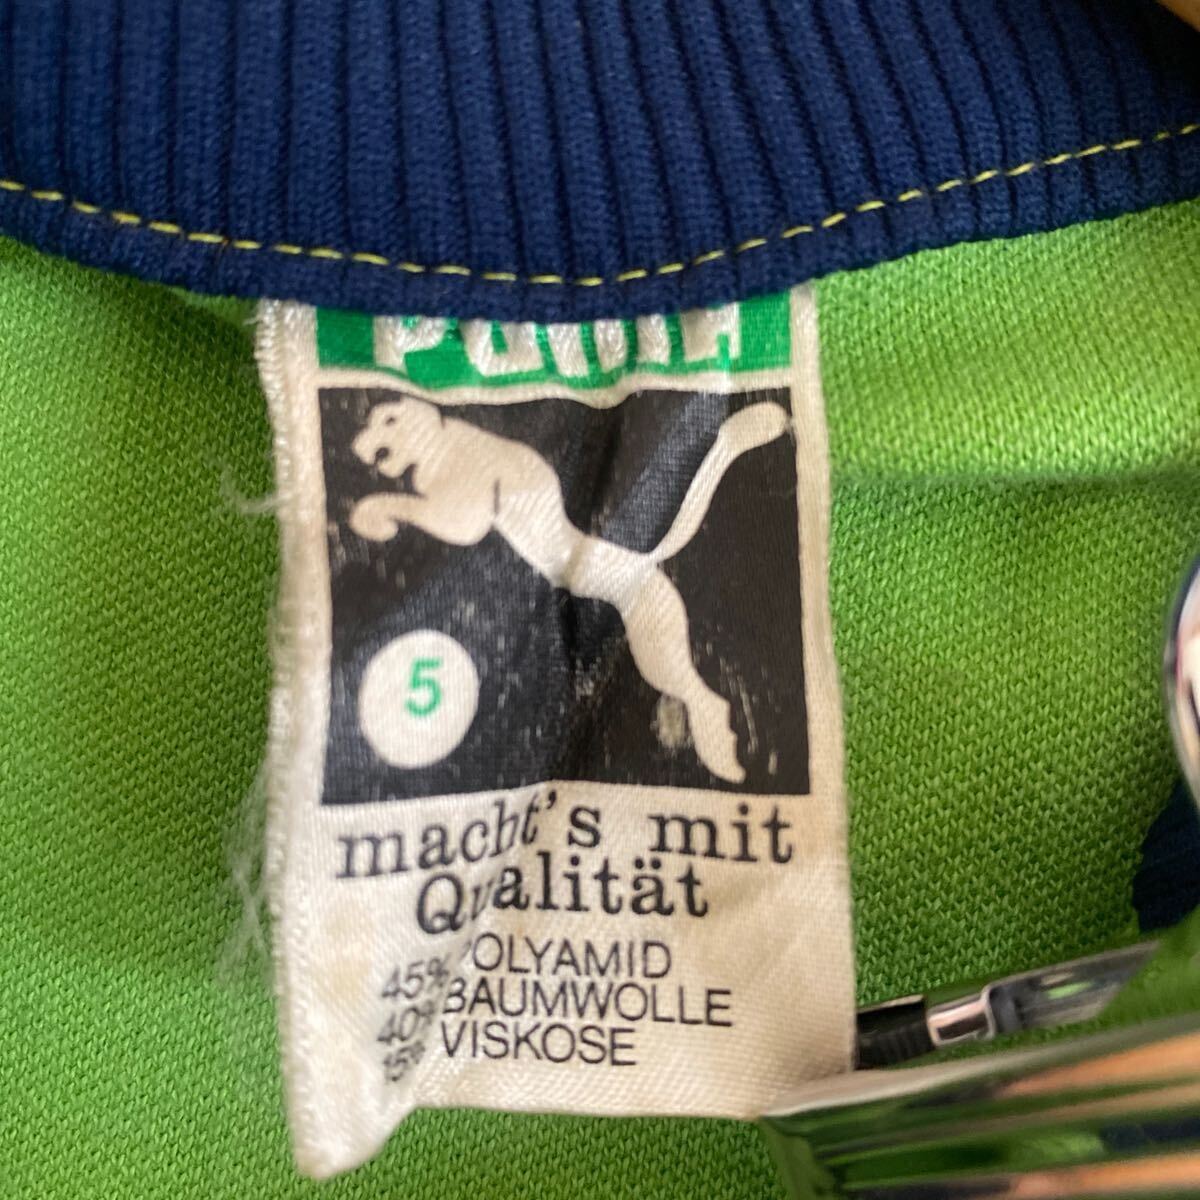 PUMA
5
macht's mit
Qualität
45% POLYAMID
40% BAUMWOLLE
15% VISKOSE